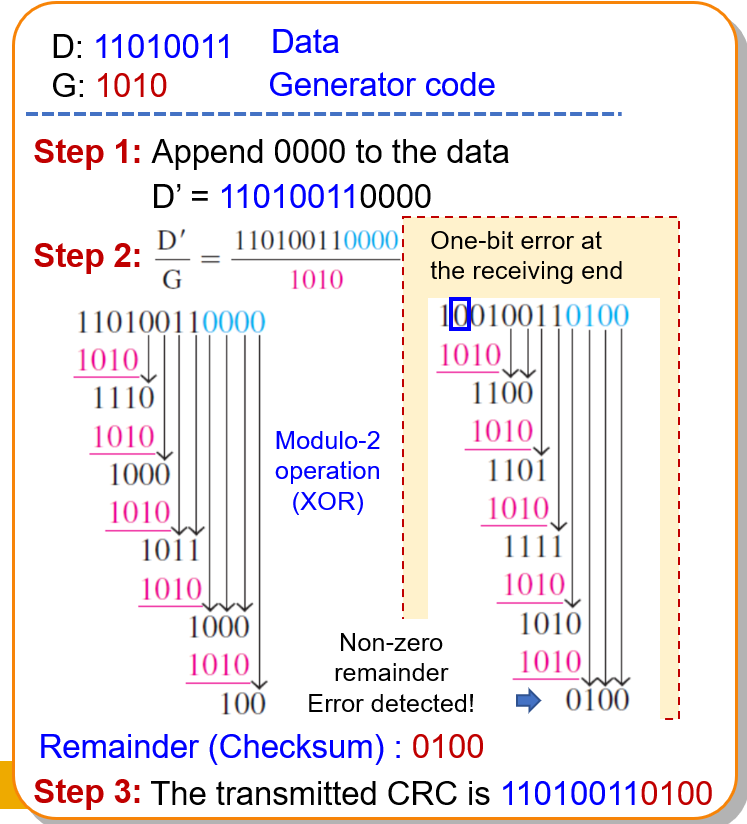 D: 11010011 Data
G: 1010 Generator code
Step 1: Append 0000 to the data
D' = 110100110000
Step 2: D′/G = 110100110000/1010
110100110000
1010
1110
1010
1000
1010
1011
1010
1000
1010
100
Modulo-2
operation
(XOR)
One-bit error at
the receiving end
100100110100
1010
1100
1010
1101
1010
1111
1010
1010
1010
0100
Non-zero
remainder
Error detected!
Remainder (Checksum) : 0100
Step 3: The transmitted CRC is 110100110100